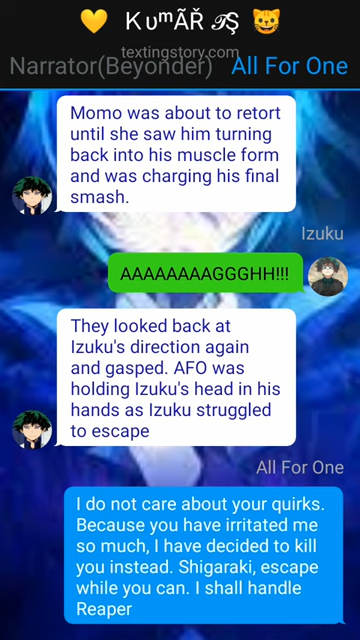 💛 Kυᵐᾶř 𝒯Ş 😺
textingstory.com
Narrator(Beyonder) All For One
Momo was about to retort
until she saw him turning
back into his muscle form
and was charging his final
smash.
Izuku
AAAAAAAAGGGHH!!!
They looked back at
Izuku's direction again
and gasped. AFO was
holding Izuku's head in his
hands as Izuku struggled
to escape
All For One
I do not care about your quirks.
Because you have irritated me
so much, I have decided to kill
you instead. Shigaraki, escape
while you can. I shall handle
Reaper